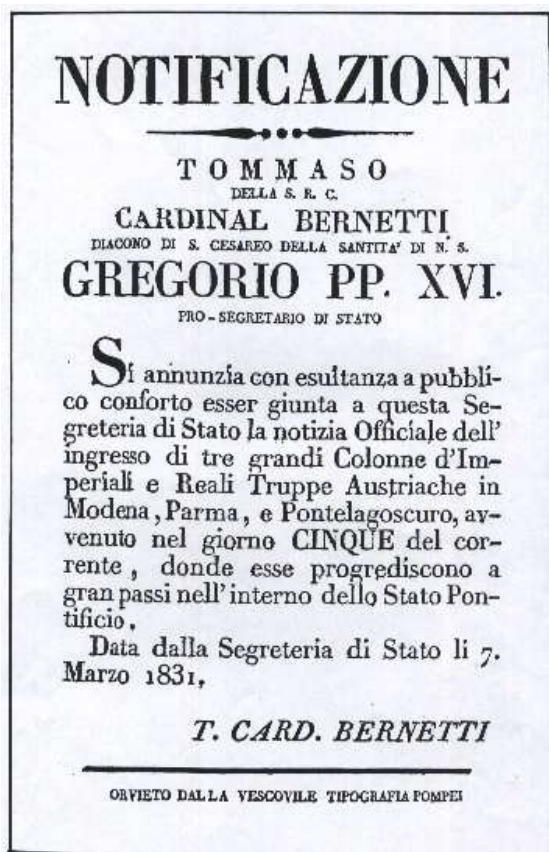 NOTIFICAZIONE
TOMMASO
DELLA S. R. C.
CARDINAL BERNETTI
DIACONO DI S. CESAREO DELLA SANTITA' DI N. S.
GREGORIO PP. XVI.
PRO-SEGRETARIO DI STATO
Si annunzia con esultanza a pubbli-
co conforto esser giunta a questa Se-
greteria di Stato la notizia Officiale dell'
ingresso di tre grandi Colonne d'Im-
periali e Reali Truppe Austriache in
Modena, Parma, e Pontelagoscuro, av-
venuto nel giorno CINQUE del cor-
rente, donde esse progrediscono a
gran passi nell'interno dello Stato Pon-
tificio.
Data dalla Segreteria di Stato li 7.
Marzo 1831.
T. CARD. BERNETTI
ORVIETO DALLA VESCOVILE TIPOGRAFIA POMPEI